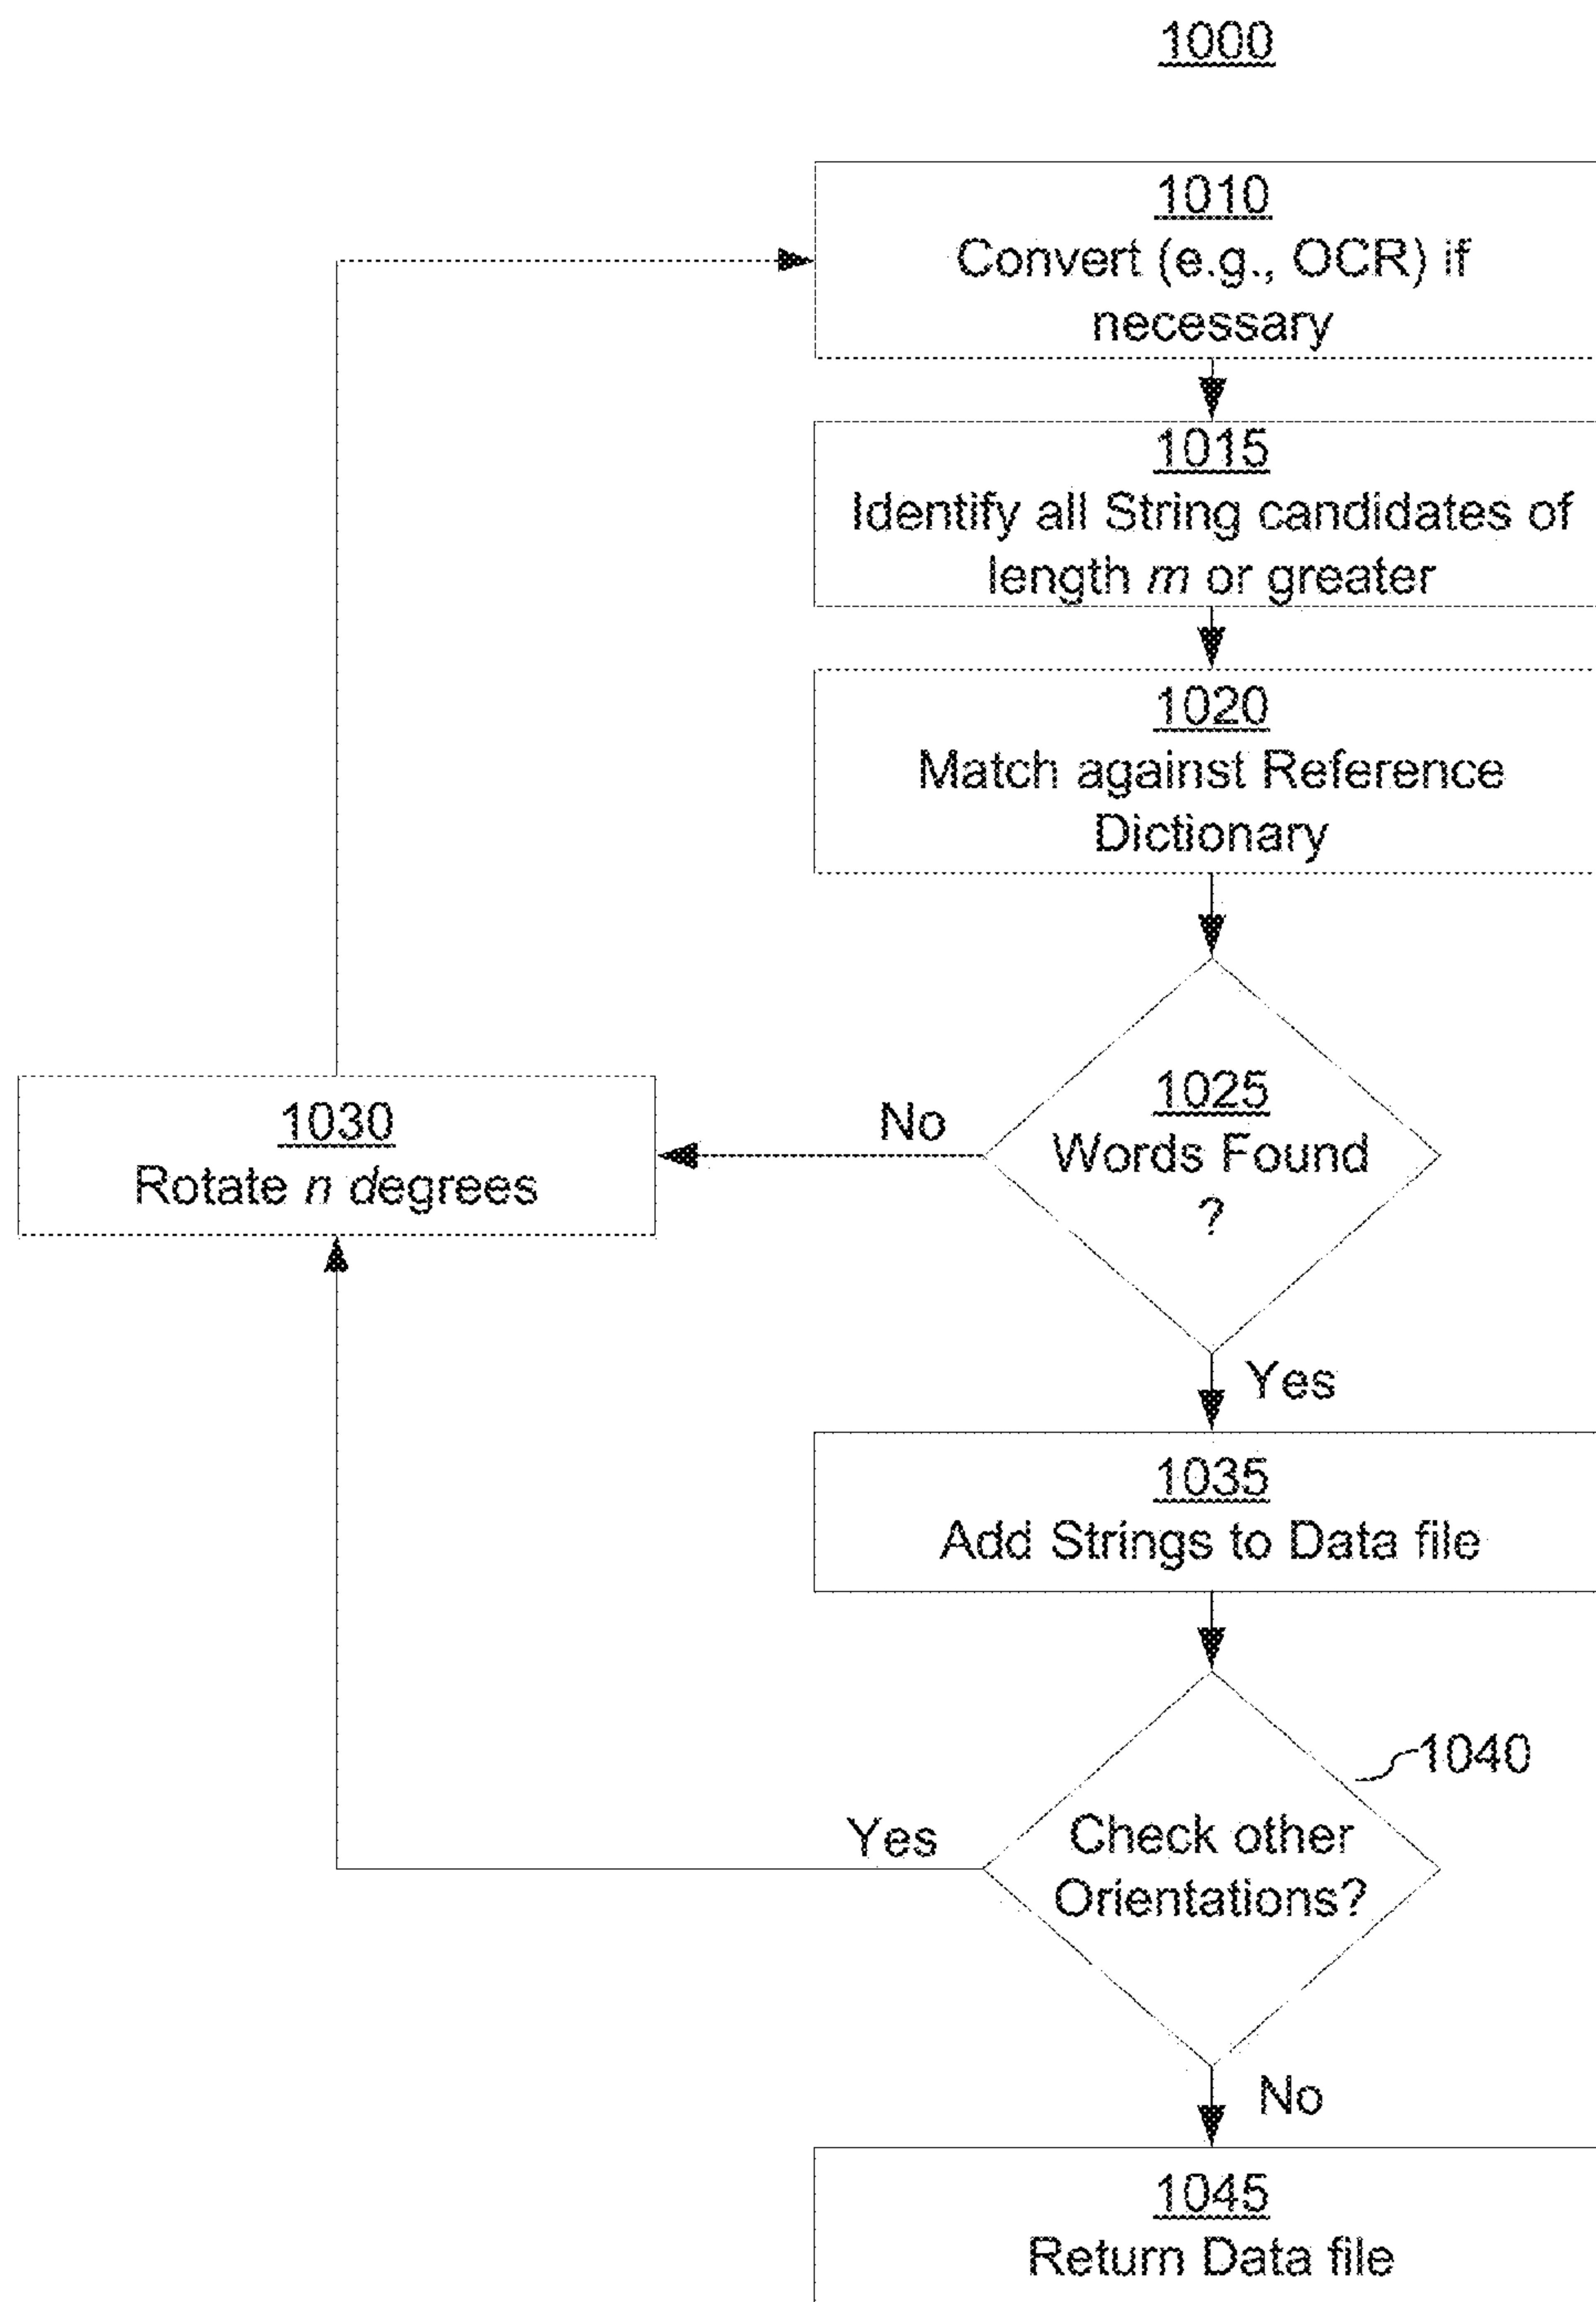 1000
1010
Convert (e.g., OCR) if
necessary
1015
Identify all String candidates of
length m or greater
1020
Match against Reference
Dictionary
1025
Words Found
?
No
1030
Rotate n degrees
Yes
1035
Add Strings to Data file
1040
Check other
Orientations?
Yes
No
1045
Return Data file